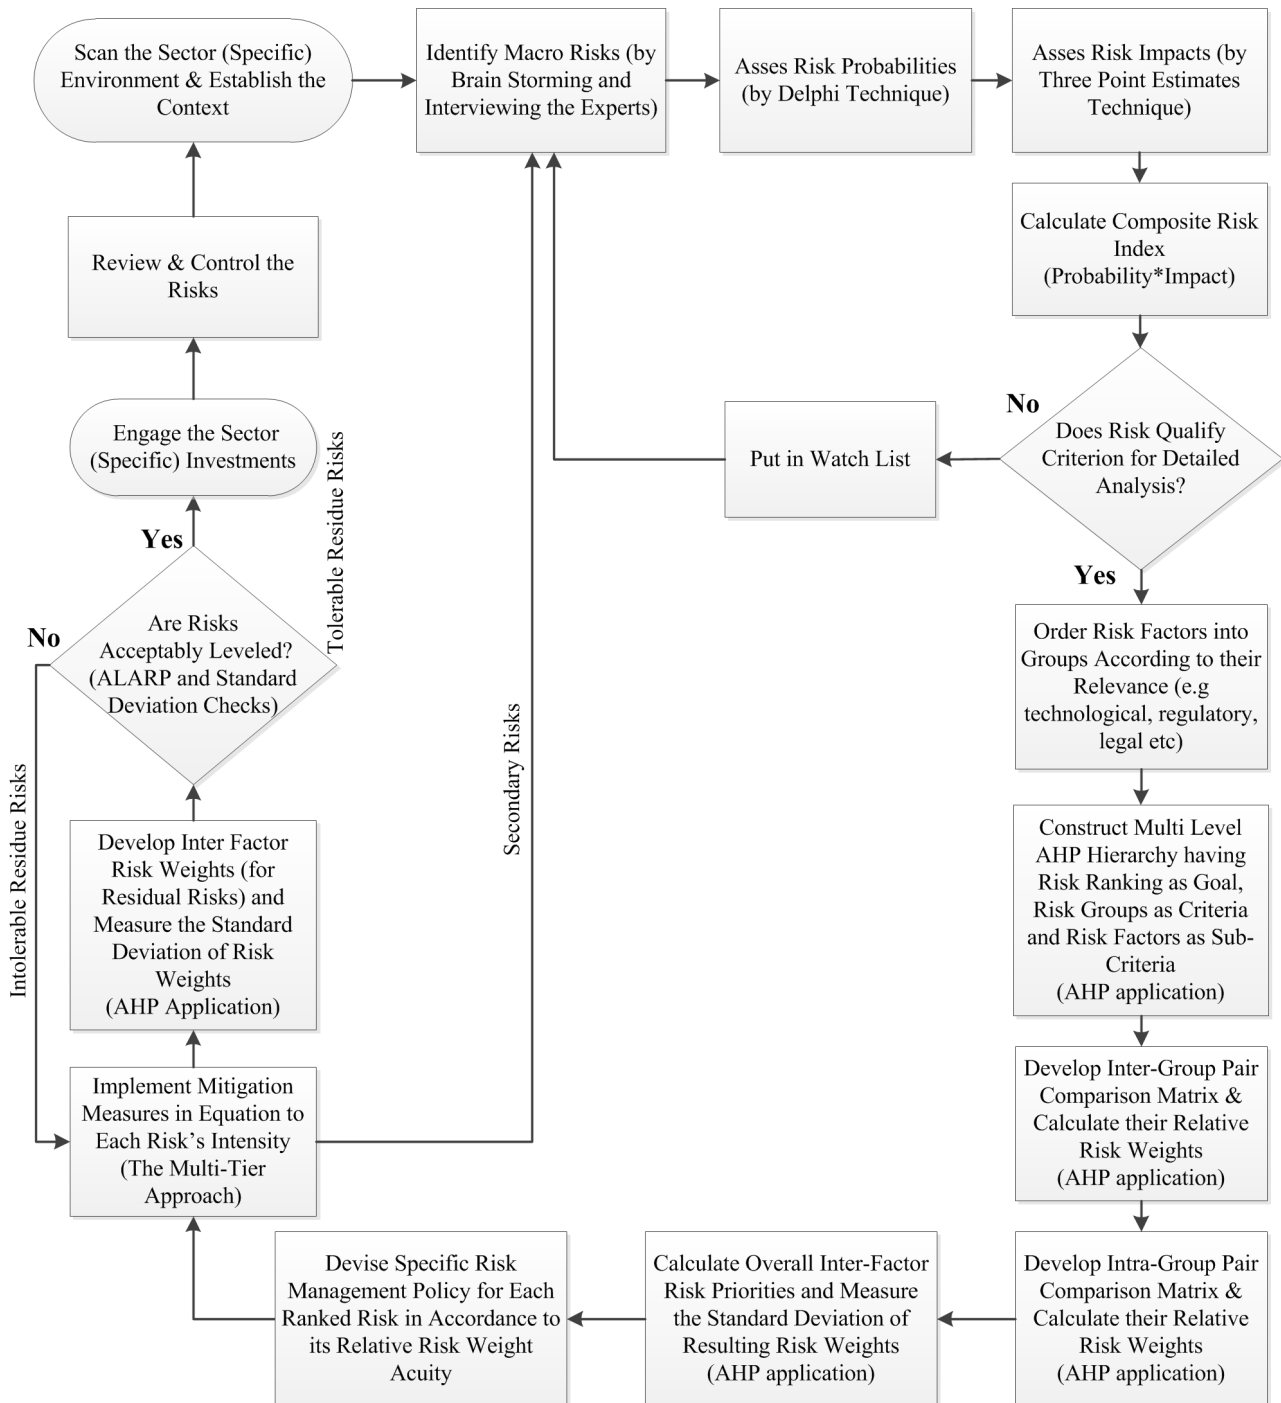 Scan the Sector (Specific)
Environment & Establish the
Context
Identify Macro Risks (by
Brain Storming and
Interviewing the Experts)
Asses Risk Probabilities
(by Delphi Technique)
Asses Risk Impacts (by
Three Point Estimates
Technique)
Calculate Composite Risk
Index
(Probability*Impact)
Does Risk Qualify
Criterion for Detailed
Analysis?
No
Put in Watch List
Yes
Order Risk Factors into
Groups According to their
Relevance (e.g
technological, regulatory,
legal etc)
Construct Multi Level
AHP Hierarchy having
Risk Ranking as Goal,
Risk Groups as Criteria
and Risk Factors as Sub-
Criteria
(AHP application)
Develop Inter-Group Pair
Comparison Matrix &
Calculate their Relative
Risk Weights
(AHP application)
Develop Intra-Group Pair
Comparison Matrix &
Calculate their Relative
Risk Weights
(AHP application)
Calculate Overall Inter-Factor
Risk Priorities and Measure
the Standard Deviation of
Resulting Risk Weights
(AHP application)
Devise Specific Risk
Management Policy for Each
Ranked Risk in Accordance to
its Relative Risk Weight
Acuity
Implement Mitigation
Measures in Equation to
Each Risk's Intensity
(The Multi-Tier
Approach)
Secondary Risks
Develop Inter Factor
Risk Weights (for
Residual Risks) and
Measure the Standard
Deviation of Risk
Weights
(AHP Application)
Are Risks
Acceptably Leveled?
(ALARP and Standard
Deviation Checks)
No
Intolerable Residue Risks
Yes
Tolerable Residue Risks
Engage the Sector
(Specific) Investments
Review & Control the
Risks